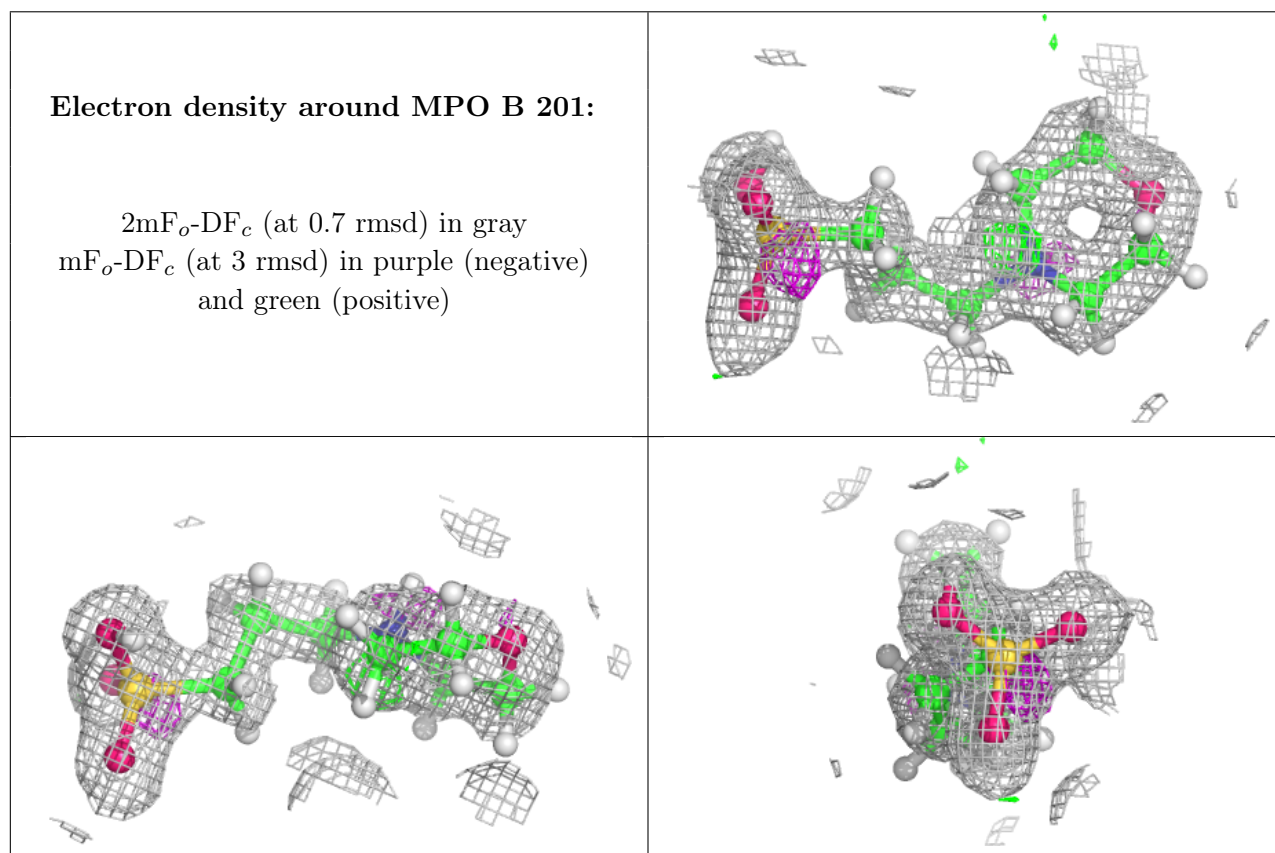 Electron density around MPO B 201:
2mFo-DFc (at 0.7 rmsd) in gray
mFo-DFc (at 3 rmsd) in purple (negative)
and green (positive)